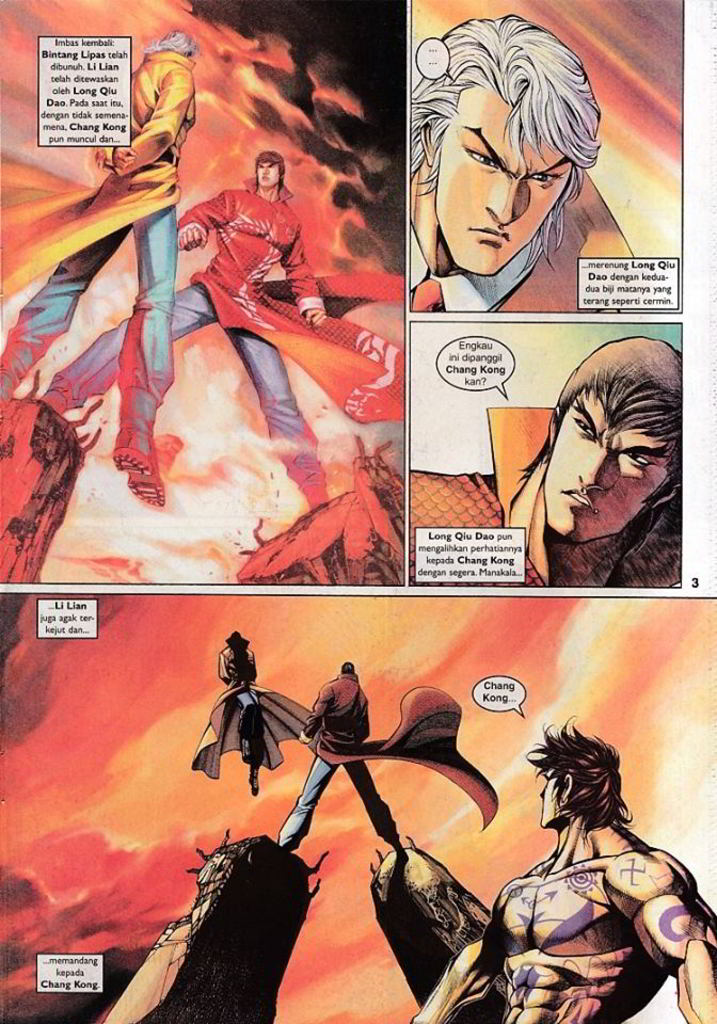 Imbas kembali:
Bintang Lipas telah
dibunuh. Li Lian
telah ditewaskan
oleh Long Qiu
Dao. Pada saat itu,
dengan tidak semena-
mena, Chang Kong
pun muncul dan...
...
...
...merenung Long Qiu
Dao dengan kedua-
dua biji matanya yang
terang seperti cermin.
Engkau
ini dipanggil
Chang Kong
kan?
Long Qiu Dao pun
mengalihkan perhatiannya
kepada Chang Kong
dengan segera. Manakala...
3
...Li Lian
juga agak ter-
kejut dan...
Chang
Kong...
...memandang
kepada
Chang Kong.